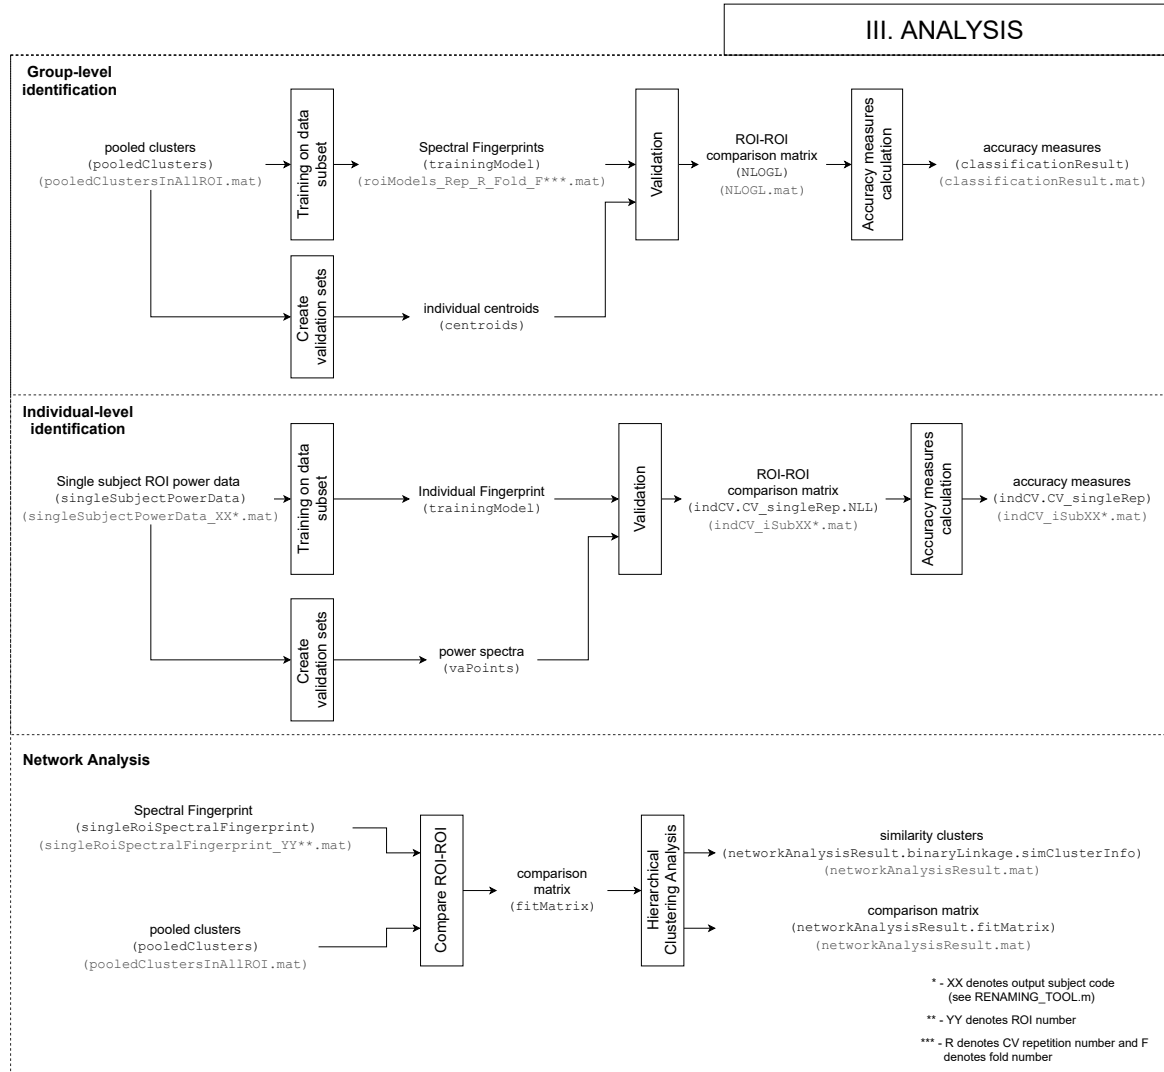 III. ANALYSIS
Group-level
identification
pooled clusters
(pooledClusters)
(pooledClustersInAllROI.mat)
Training on data
subset
Spectral Fingerprints
(trainingModel)
(roiModels_Rep_R_Fold_F***.mat)
Validation
ROI-ROI
comparison matrix
(NLOGL)
(NLOGL.mat)
Accuracy measures
calculation
accuracy measures
(classificationResult)
(classificationResult.mat)
Create
validation sets
individual centroids
(centroids)
Individual-level
identification
Single subject ROI power data
(singleSubjectPowerData)
(singleSubjectPowerData_XX*.mat)
Training on data
subset
Individual Fingerprint
(trainingModel)
Validation
ROI-ROI
comparison matrix
(indCV.CV_singleRep.NLL)
(indCV_iSubXX*.mat)
Accuracy measures
calculation
accuracy measures
(indCV.CV_singleRep)
(indCV_iSubXX*.mat)
Create
validation sets
power spectra
(vaPoints)
Network Analysis
Spectral Fingerprint
(singleRoiSpectralFingerprint)
(singleRoiSpectralFingerprint_YY**.mat)
pooled clusters
(pooledClusters)
(pooledClustersInAllROI.mat)
Compare ROI-ROI
comparison
matrix
(fitMatrix)
Hierarchical
Clustering Analysis
similarity clusters
(networkAnalysisResult.binaryLinkage.simClusterInfo)
(networkAnalysisResult.mat)
comparison matrix
(networkAnalysisResult.fitMatrix)
(networkAnalysisResult.mat)
* - XX denotes output subject code
(see RENAMING_TOOL.m)
** - YY denotes ROI number
*** - R denotes CV repetition number and F
denotes fold number